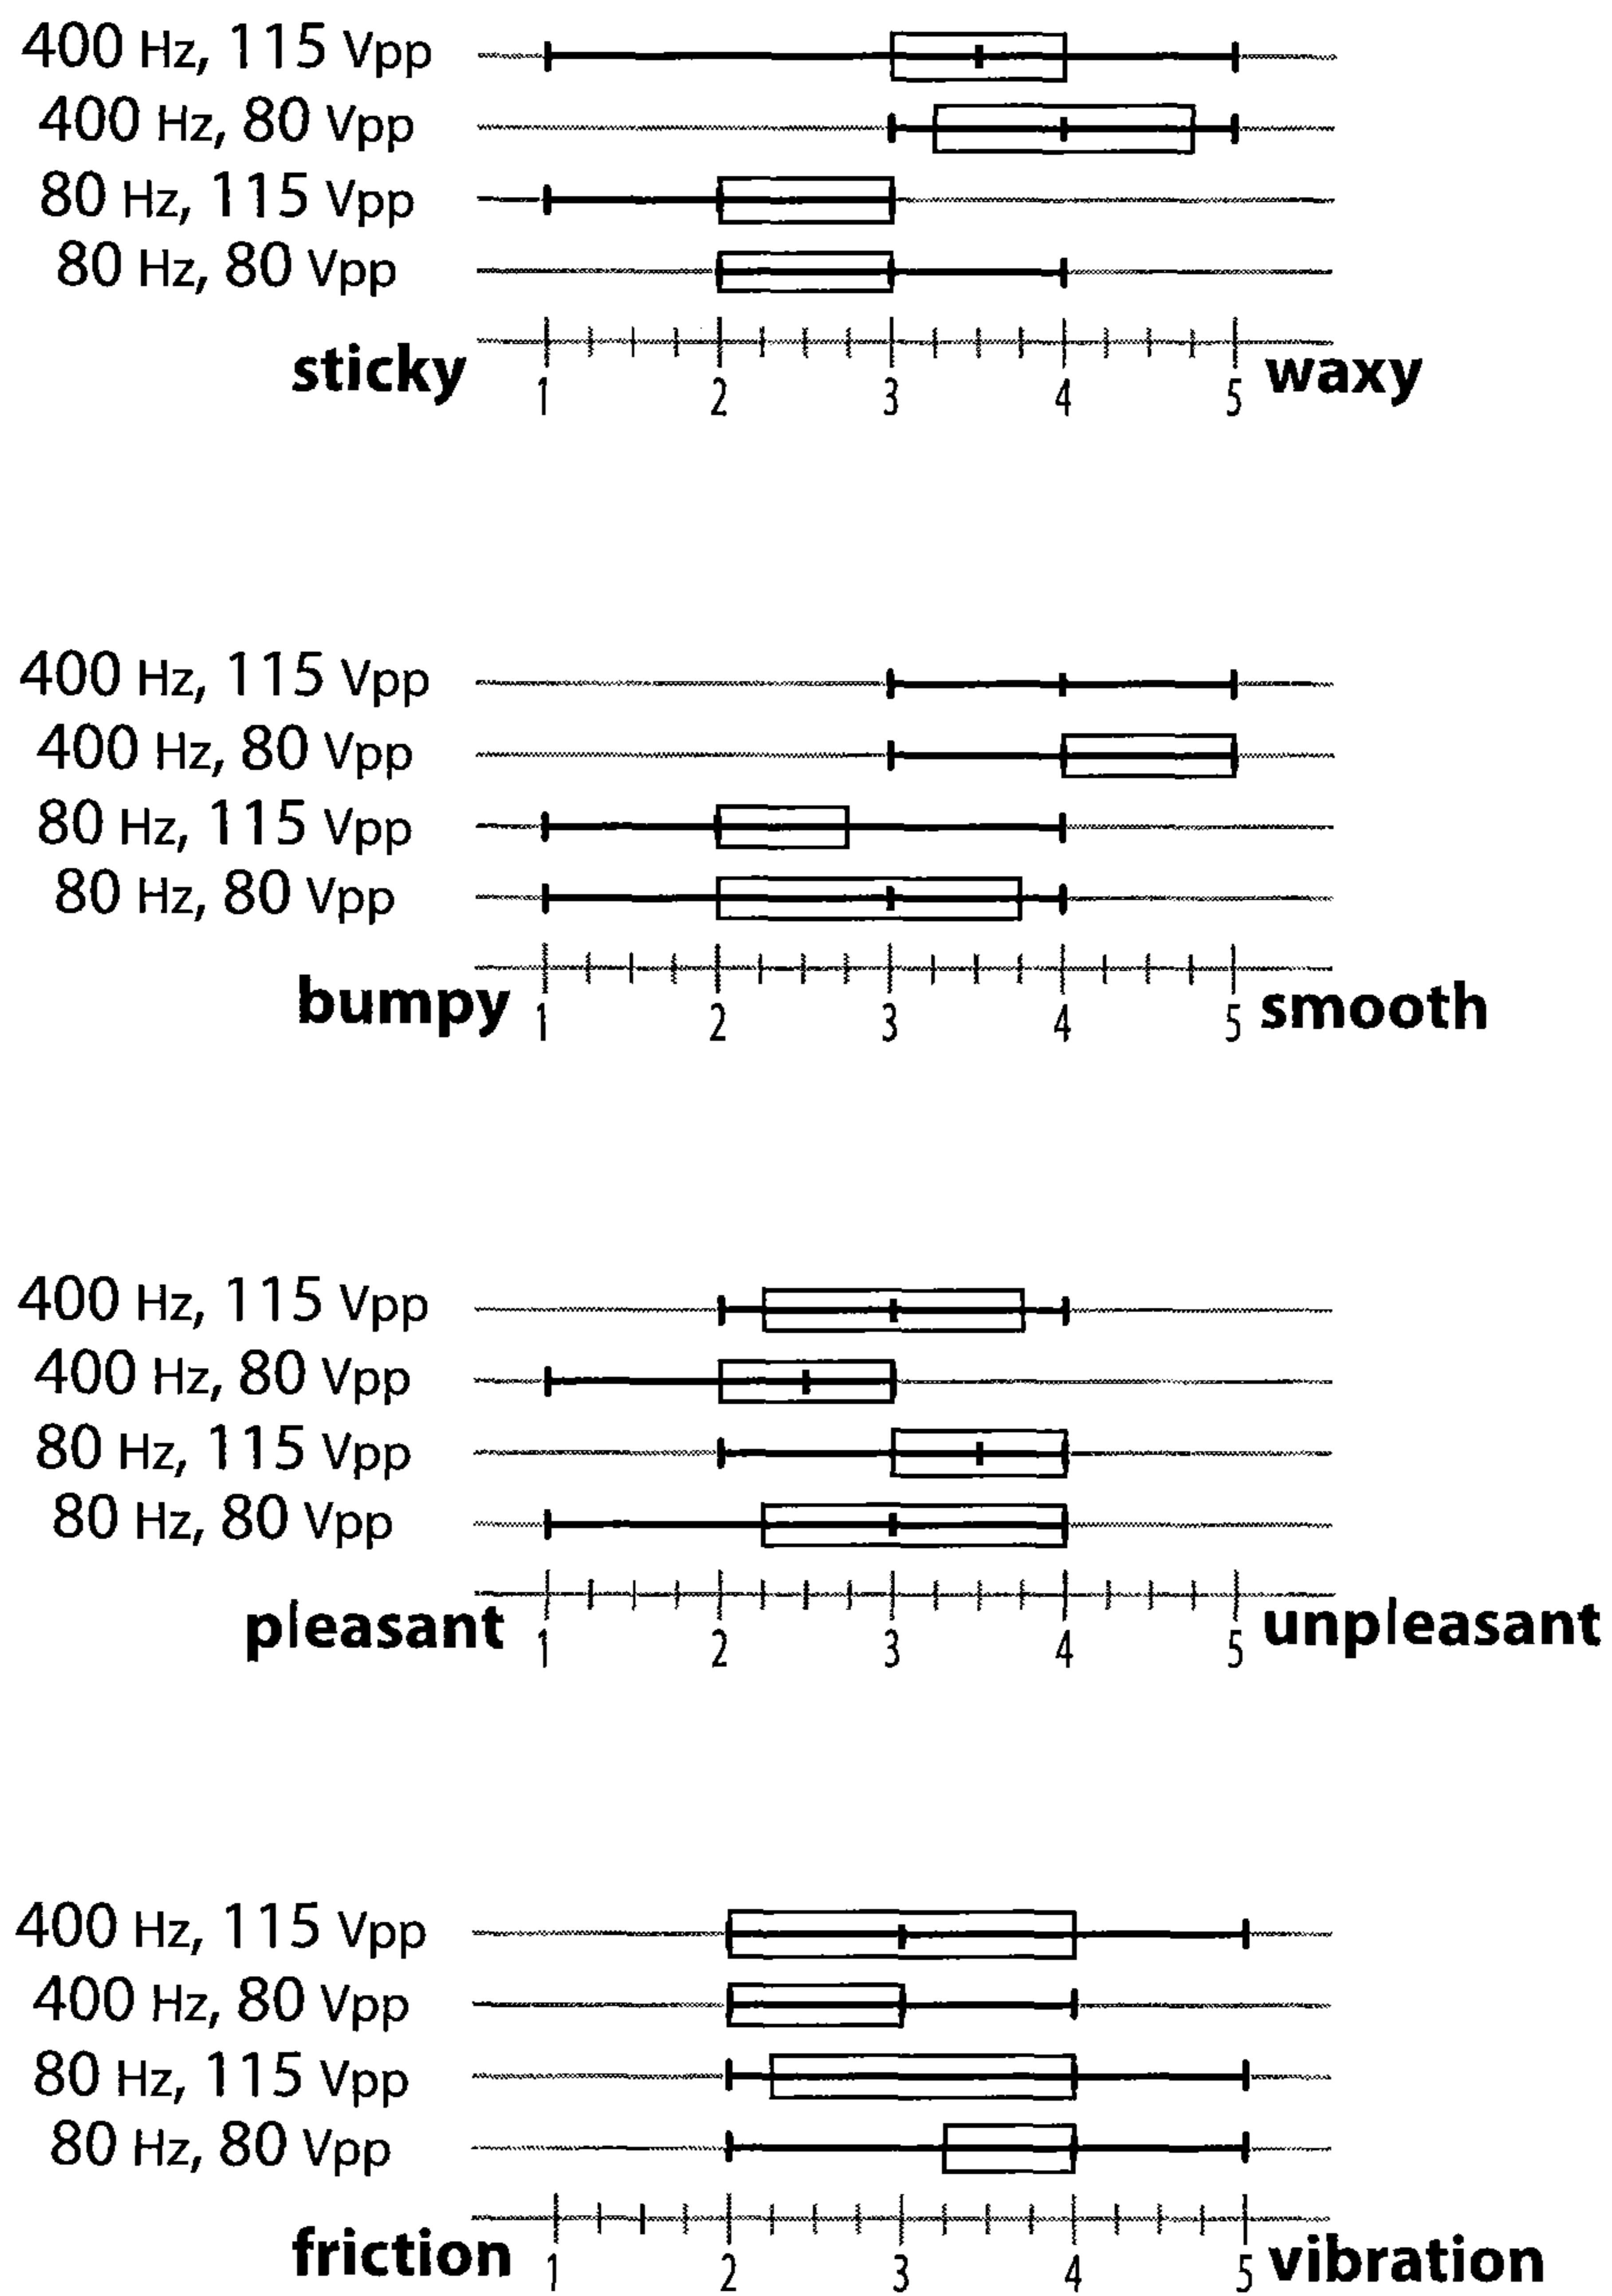 400 Hz, 115 Vpp
400 Hz, 80 Vpp
80 Hz, 115 Vpp
80 Hz, 80 Vpp
sticky 1 2 3 4 5 waxy
400 Hz, 115 Vpp
400 Hz, 80 Vpp
80 Hz, 115 Vpp
80 Hz, 80 Vpp
bumpy 1 2 3 4 5 smooth
400 Hz, 115 Vpp
400 Hz, 80 Vpp
80 Hz, 115 Vpp
80 Hz, 80 Vpp
pleasant 1 2 3 4 5 unpleasant
400 Hz, 115 Vpp
400 Hz, 80 Vpp
80 Hz, 115 Vpp
80 Hz, 80 Vpp
friction 1 2 3 4 5 vibration